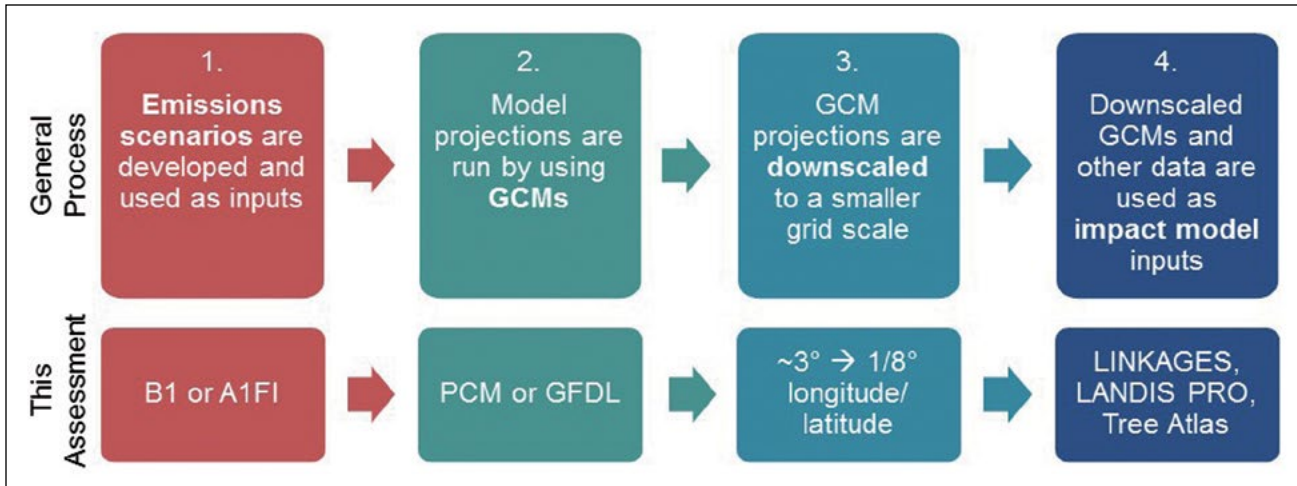 General
Process
1.
Emissions
scenarios are
developed and
used as inputs
2.
Model
projections are
run by using
GCMs
3.
GCM
projections are
downscaled
to a smaller
grid scale
4.
Downscaled
GCMs and
other data are
used as
impact model
inputs
This
Assessment
B1 or A1FI
PCM or GFDL
~3° → 1/8°
longitude/
latitude
LINKAGES,
LANDIS PRO,
Tree Atlas